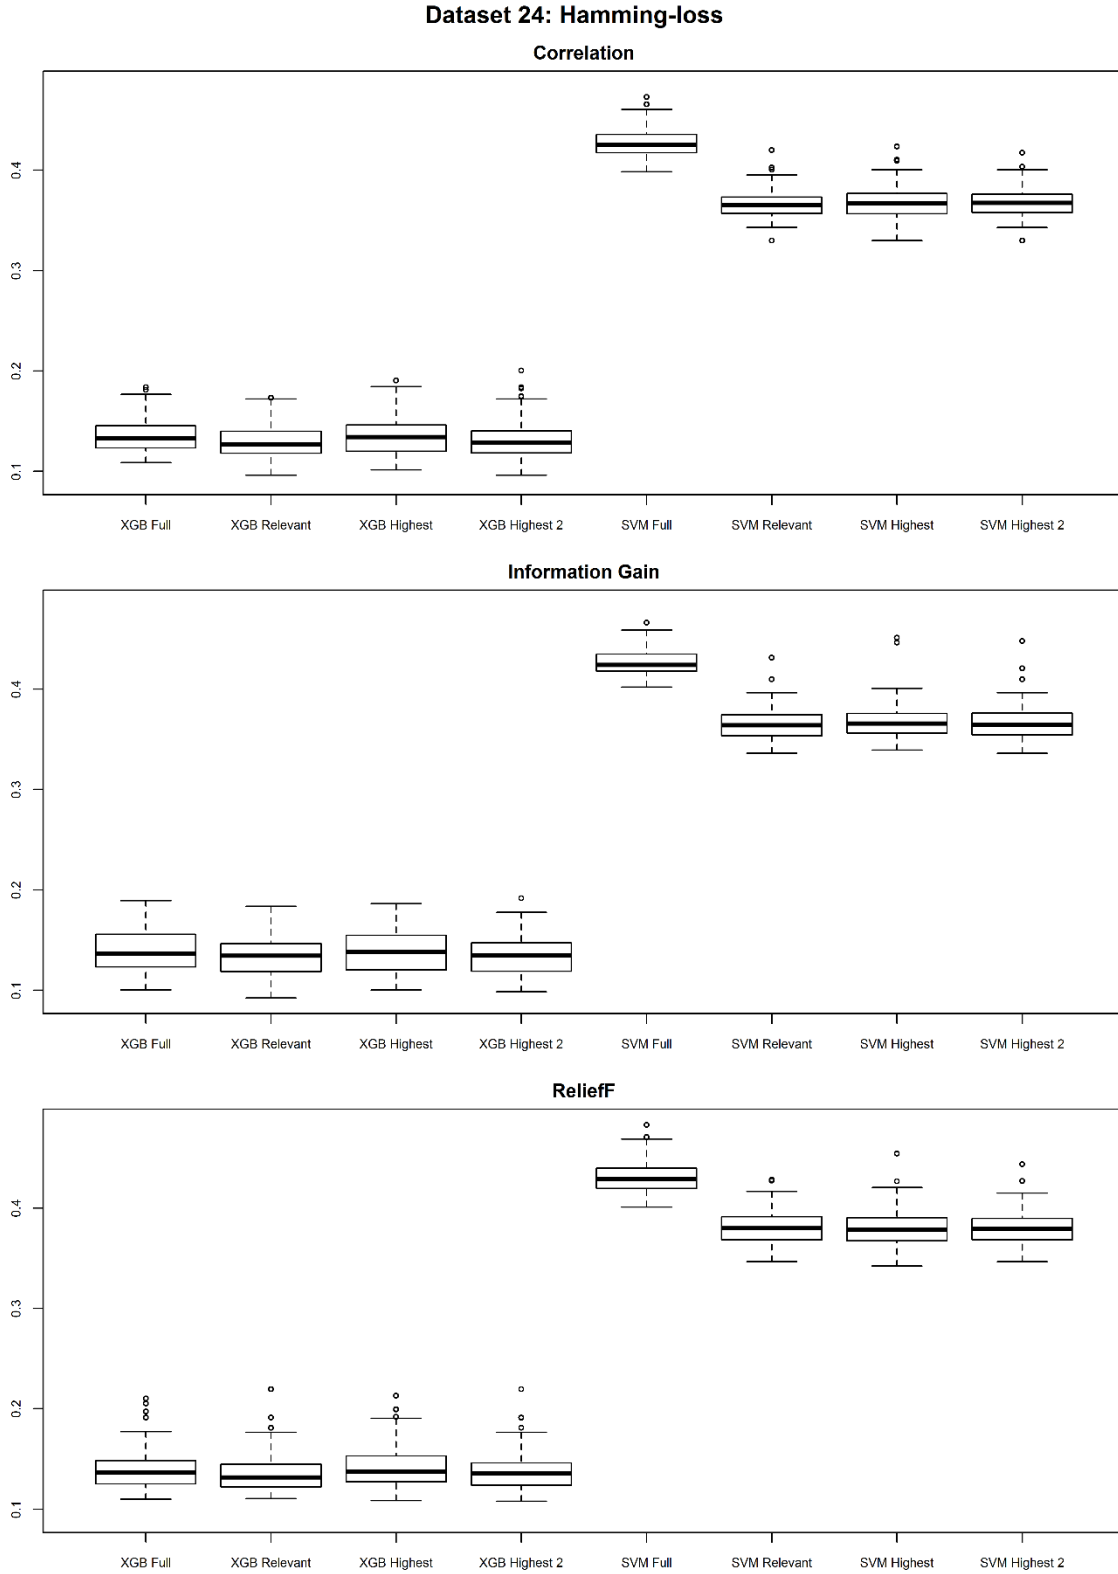 Dataset 24: Hamming-loss
Correlation
0.4
0.3
0.2
0.1
XGB Full XGB Relevant XGB Highest XGB Highest 2 SVM Full SVM Relevant SVM Highest SVM Highest 2
Information Gain
0.4
0.3
0.2
0.1
XGB Full XGB Relevant XGB Highest XGB Highest 2 SVM Full SVM Relevant SVM Highest SVM Highest 2
ReliefF
0.4
0.3
0.2
0.1
XGB Full XGB Relevant XGB Highest XGB Highest 2 SVM Full SVM Relevant SVM Highest SVM Highest 2